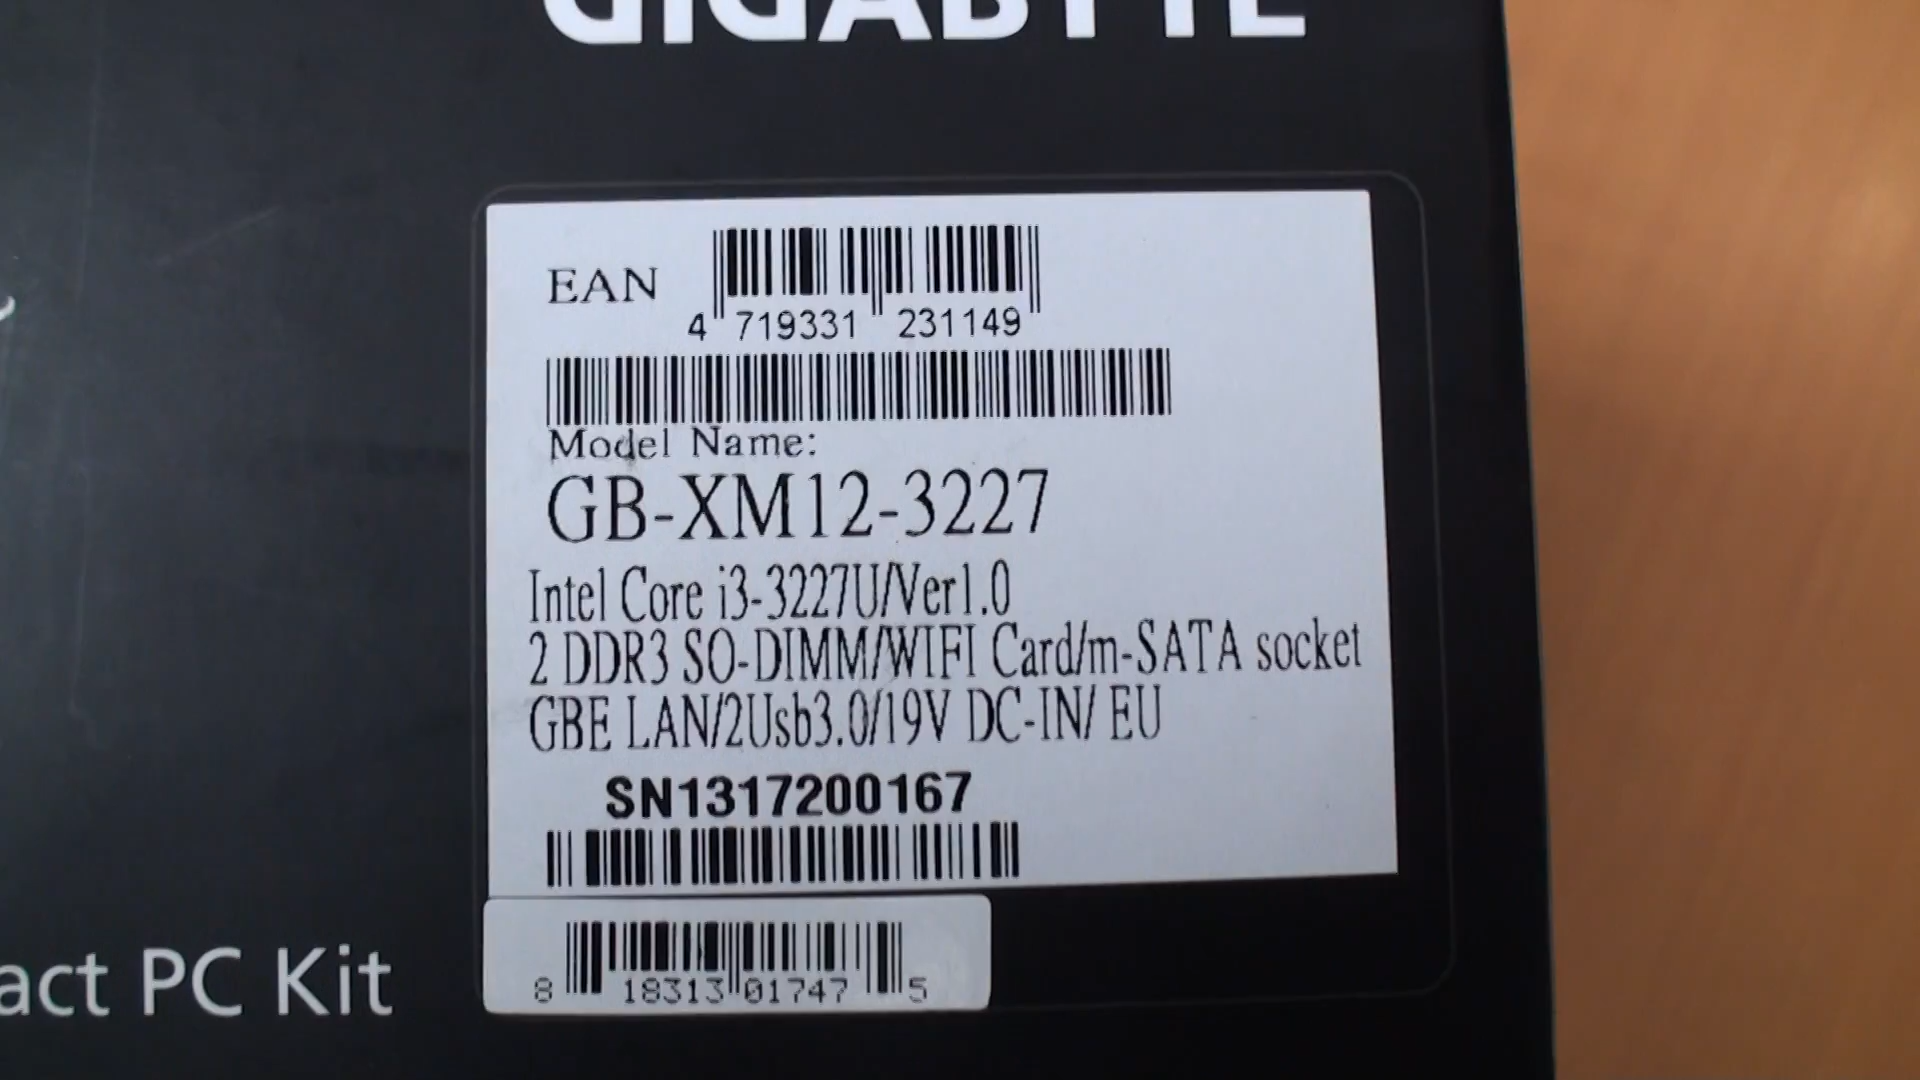 GIGABYTE
EAN
4 719331 231149
Model Name:
GB-XM12-3227
Intel Core i3-3227U/Ver1.0
2 DDR3 SO-DIMM/WIFI Card/m-SATA socket
GBE LAN/2Usb3.0/19V DC-IN/ EU
SN1317200167
8 18313 01747 5
act PC Kit